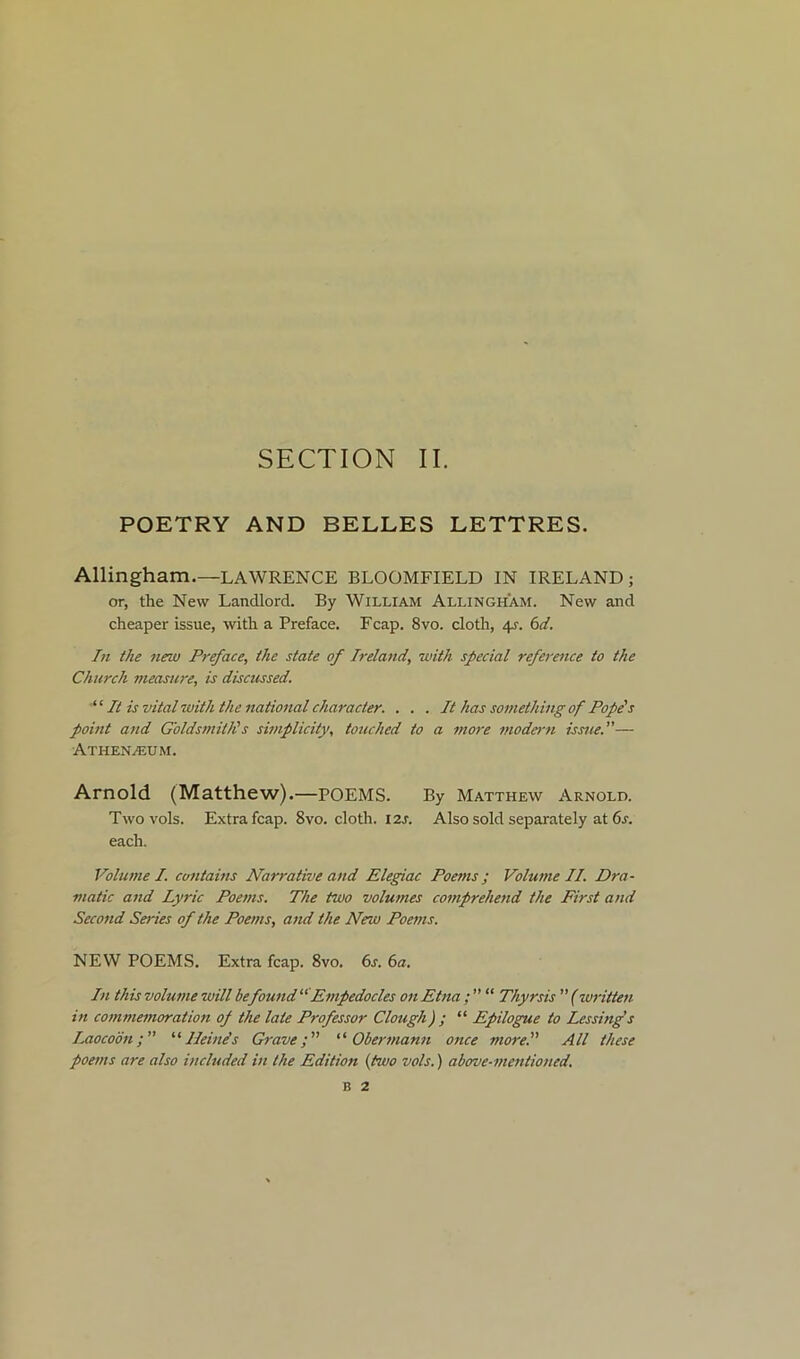 SECTION II.
POETRY AND BELLES LETTRES.
Allingham.—LAWRENCE BLOOMFIELD IN IRELAND;
or, the New Landlord. By WILLIAM ALLINGHAM. New and
cheaper issue, with a Preface. Fcap. 8vo. cloth, 4s. 6d.
In the new Preface, the state of Ireland, with special reference to the
Church measure, is discussed.
“ It is vital with the national character. . . . It has something of Pope's
point and Goldsmith's simplicity, touched to a more modern issue.”—
ATHENÆUM.
Arnold (Matthew).—POEMS. By MATTHEW ARNOLD.
Two vols. Extra fcap. 8vo. cloth. 12s. Also sold separately at 6s.
each.
Volume I. contains Narrative and Elegiac Poems ; Volume II. Dra-
matic and Lyric Poems. The two volumes comprehend the First and
Second Series of the Poems, and the New Poems.
NEW POEMS. Extra fcap. 8vo. 6s. 6a.
In this volume will be found “Empedocles on Etna ;” “ Thyrsis ” (written
in commemoration of the late Professor Clough) ; “ Epilogue to Lessing's
Laocoön ;” “Heine's Grave ;” “ Obermann once more.” All these
poems are also included in the Edition (two vols.) above-mentioned.
B 2